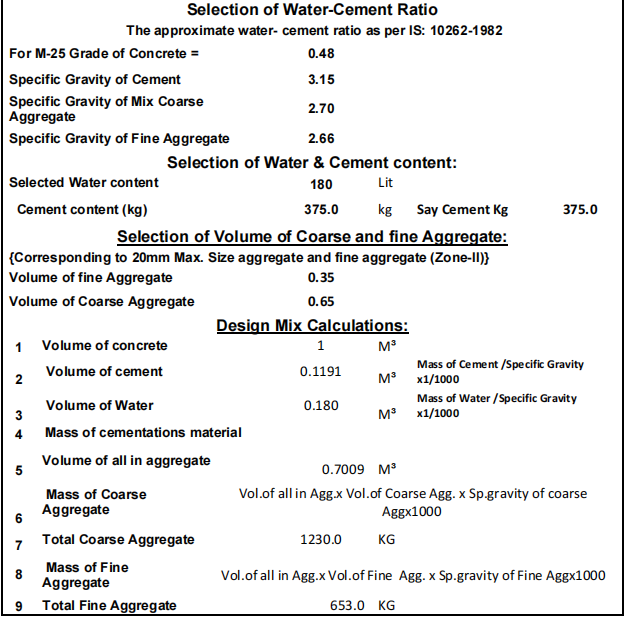 Selection of Water-Cement Ratio
The approximate water- cement ratio as per IS: 10262-1982
For M-25 Grade of Concrete = 0.48
Specific Gravity of Cement 3.15
Specific Gravity of Mix Coarse
Aggregate 2.70
Specific Gravity of Fine Aggregate 2.66
Selection of Water & Cement content:
Selected Water content 180 Lit
Cement content (kg) 375.0 kg Say Cement Kg 375.0
Selection of Volume of Coarse and fine Aggregate:
{Corresponding to 20mm Max. Size aggregate and fine aggregate (Zone-II)}
Volume of fine Aggregate 0.35
Volume of Coarse Aggregate 0.65
Design Mix Calculations:
1 Volume of concrete 1 M³
2 Volume of cement 0.1191 M³ Mass of Cement /Specific Gravity
x1/1000
3 Volume of Water 0.180 M³ Mass of Water /Specific Gravity
x1/1000
4 Mass of cementations material
5 Volume of all in aggregate 0.7009 M³
6 Mass of Coarse
Aggregate Vol.of all in Agg.x Vol.of Coarse Agg. x Sp.gravity of coarse
Aggx1000
7 Total Coarse Aggregate 1230.0 KG
8 Mass of Fine
Aggregate Vol.of all in Agg.x Vol.of Fine Agg. x Sp.gravity of Fine Aggx1000
9 Total Fine Aggregate 653.0 KG